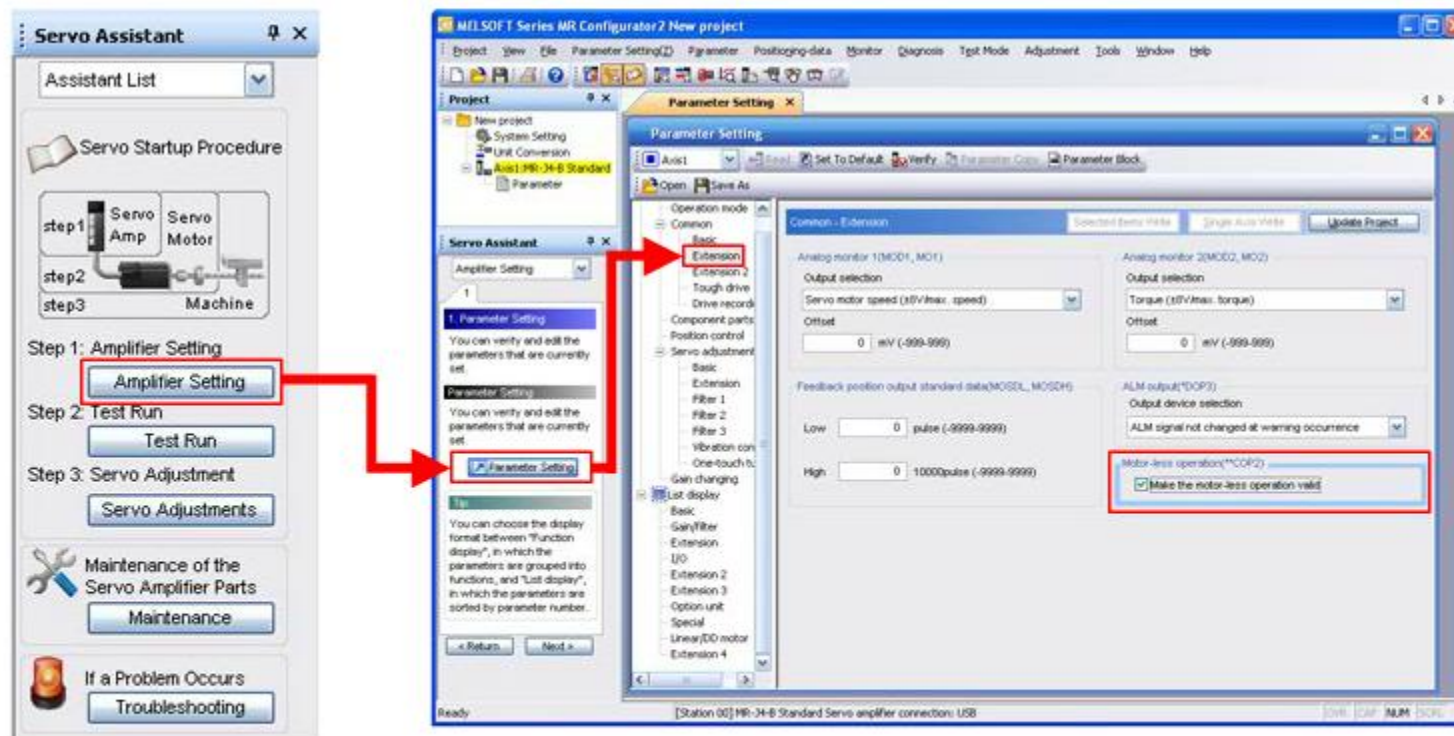 Servo Assistant
Assistant List
Servo Startup Procedure
step1
Servo Amp
Servo Motor
step2
step3
Machine
Step 1: Amplifier Setting
Amplifier Setting
Step 2: Test Run
Test Run
Step 3: Servo Adjustment
Servo Adjustments
Maintenance of the
Servo Amplifier Parts
Maintenance
If a Problem Occurs
Troubleshooting
MELSOFT Series MR Configurator2 New project
Project View File Parameter Setting(Z) Parameter Positioning-data Monitor Diagnosis Test Mode Adjustment Tools Window Help
Project
New project
System Setting
Unit Conversion
Axis1:MR-J4-B Standard
Parameter
Servo Assistant
Amplifier Setting
1
1. Parameter Setting
You can verify and edit the
parameters that are currently
set.
Parameter Setting
You can verify and edit the
parameters that are currently
set.
Parameter Setting
Tip
You can choose the display
format between "Function
display", in which the
parameters are grouped into
functions, and "List display",
in which the parameters are
sorted by parameter number.
< Return Next >
Parameter Setting
Parameter Setting
Axis1 Read Set To Default Verify Parameter Copy Parameter Block
Open Save As
Operation mode
Common
Basic
Extension
Extension 2
Tough drive
Drive record
Component parts
Position control
Servo adjustment
Basic
Extension
Filter 1
Filter 2
Filter 3
Vibration con
One-touch tu
Gain changing
List display
Basic
Gain/filter
Extension
I/O
Extension 2
Extension 3
Option unit
Special
Linear/DD motor
Extension 4
Common - Extension
Selected Items Write Single Axis Write Update Project
Analog monitor 1(MOD1, MO1)
Output selection
Servo motor speed (±8V/max. speed)
Offset
0 mV (-999-999)
Analog monitor 2(MOD2, MO2)
Output selection
Torque (±8V/max. torque)
Offset
0 mV (-999-999)
Feedback position output standard data(MOSDL, MOSDH)
Low 0 pulse (-9999-9999)
High 0 10000pulse (-9999-9999)
ALM output(*DOP3)
Output device selection
ALM signal not changed at warning occurrence
Motor-less operation(**COP2)
Make the motor-less operation valid
Ready
[Station 00] MR-J4-B Standard Servo amplifier connection: USB
OVR CAP NUM SCRL